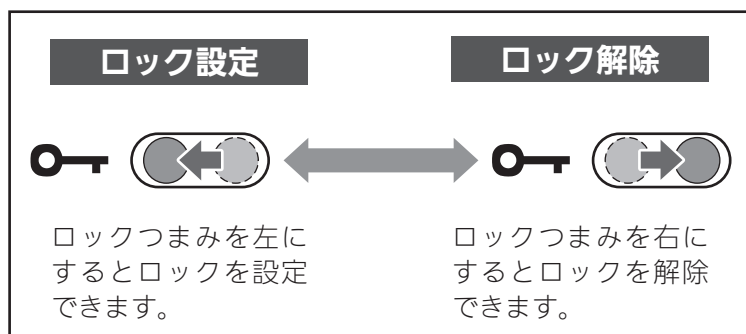 ロック設定
ロックつまみを左に
するとロックを設定
できます。
ロック解除
ロックつまみを右に
するとロックを解除
できます。